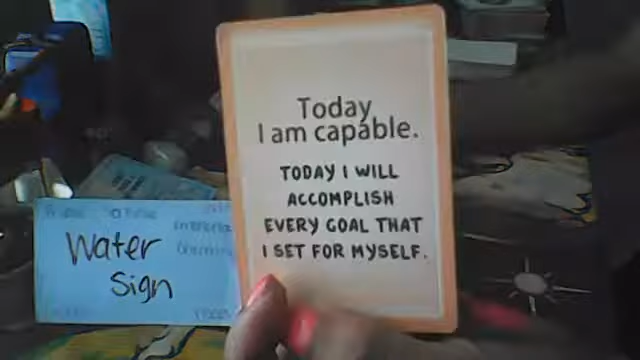 Today
I am capable.
TODAY I WILL
ACCOMPLISH
EVERY GOAL THAT
I SET FOR MYSELF.
Water
Sign